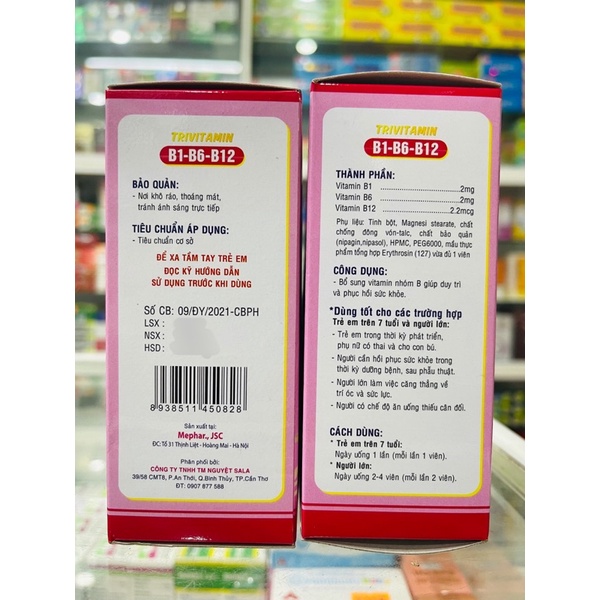 TRIVITAMIN
B1-B6-B12
BẢO QUẢN:
- Nơi khô ráo, thoáng mát,
tránh ánh sáng trực tiếp
TIÊU CHUẨN ÁP DỤNG:
- Tiêu chuẩn cơ sở
ĐỂ XA TẦM TAY TRẺ EM
ĐỌC KỸ HƯỚNG DẪN
SỬ DỤNG TRƯỚC KHI DÙNG
Số CB: 09/ĐY/2021-CBPH
LSX :
NSX :
HSD :
8938511 450828
Sản xuất tại:
Mephar., JSC
ĐC: Tổ 31 Thịnh Liệt - Hoàng Mai - Hà Nội
Phân phối bởi:
CÔNG TY TNHH TM NGUYỆT SALA
39/58 CMT8, P.An Thới, Q.Bình Thủy, TP.Cần Thơ
ĐT: 0907 877 588
TRIVITAMIN
B1-B6-B12
THÀNH PHẦN:
Vitamin B1 ........................2mg
Vitamin B6 ........................2mg
Vitamin B12 ........................2.2mcg
Phụ liệu: Tinh bột, Magnesi stearate, chất
chống đông vón-talc, chất bảo quản
(nipagin,nipasol), HPMC, PEG6000, mầu thực
phẩm tổng hợp Erythrosin (127) vừa đủ 1 viên
CÔNG DỤNG:
- Bổ sung vitamin nhóm B giúp duy trì
và phục hồi sức khỏe.
*Dùng tốt cho các trường hợp
Trẻ em trên 7 tuổi và người lớn:
- Trẻ em trong thời kỳ phát triển,
phụ nữ có thai và cho con bú.
- Người cần hồi phục sức khỏe trong
thời kỳ dưỡng bệnh, sau phẫu thuật.
- Người lớn làm việc căng thẳng về
trí óc và sức lực.
- Người có chế độ ăn uống thiếu cân đối.
CÁCH DÙNG:
* Trẻ em trên 7 tuổi:
Ngày uống 1 lần (mỗi lần 1 viên).
* Người lớn:
Ngày uống 2-4 viên (mỗi lần 2 viên).